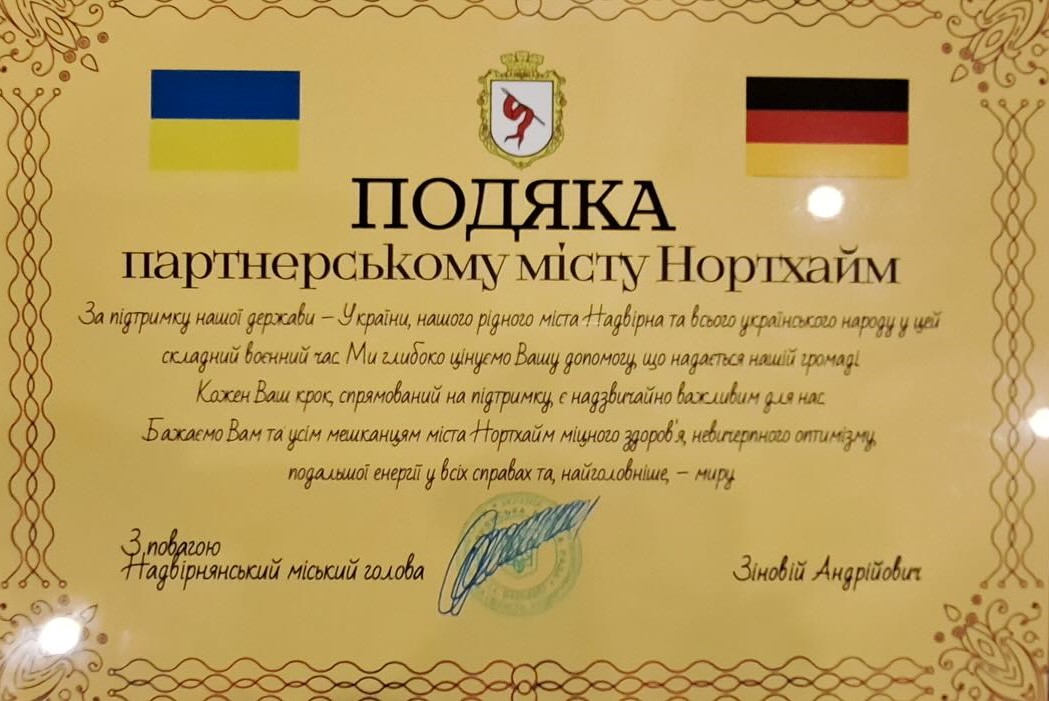 ПОДЯКА
партнерському місту Нортхайм
За підтримку нашої держави – України, нашого рідного міста Надвірна та всього українського народу у цей
складний воєнний час. Ми глибоко цінуємо Вашу допомогу, що надається нашій громаді.
Кожен Ваш крок, спрямований на підтримку, є надзвичайно важливим для нас.
Бажаємо Вам та усім мешканцям міста Нортхайм міцного здоров'я, невичерпного оптимізму,
подальшої енергії у всіх справах та, найголовніше, – миру
З повагою
Надвірнянський міський голова
Зіновій Андрійович